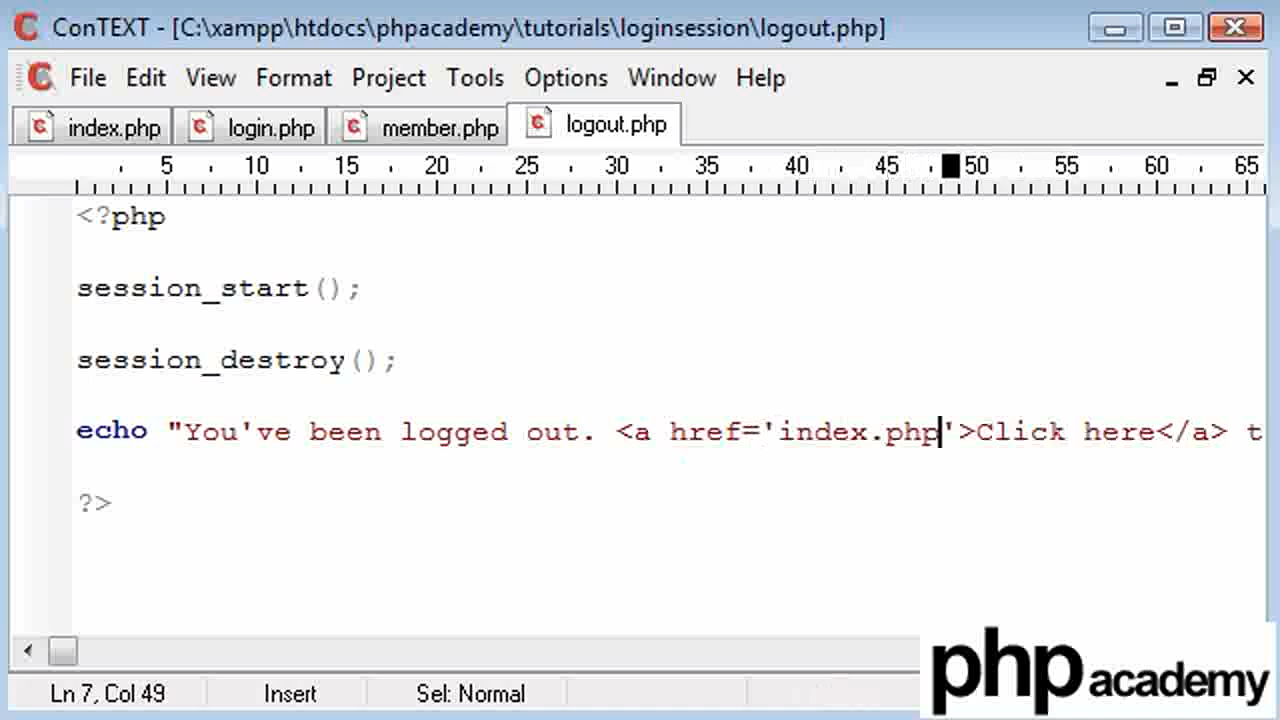 ConTEXT - [C:\xampp\htdocs\phpacademy\tutorials\loginsession\logout.php]
File Edit View Format Project Tools Options Window Help
index.php login.php member.php logout.php
5 10 15 20 25 30 35 40 45 50 55 60 65
<?php
session_start();
session_destroy();
echo "You've been logged out. <a href='index.php'>Click here</a> t
?>
Ln 7, Col 49 Insert Sel: Normal
php academy